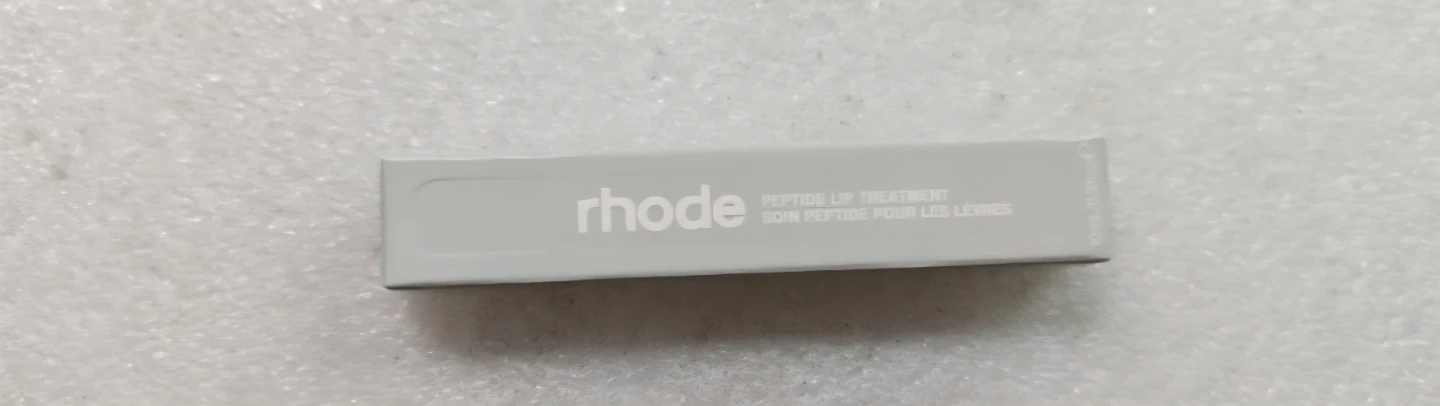 rhode
PEPTIDE LIP TREATMENT
SOIN PEPTIDE POUR LES LÈVRES